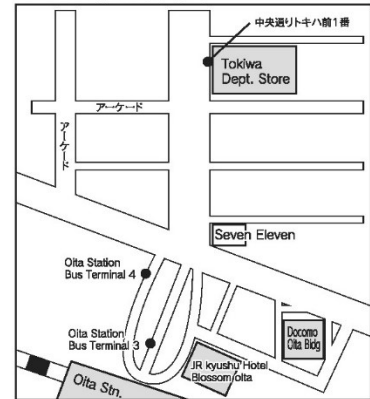 中央通りトキハ前1番
Tokiwa
Dept. Store
アーケード
アーケード
Seven Eleven
Oita Station
Bus Terminal 4
Oita Station
Bus Terminal 3
Docomo
Oita Bldg
JR kyushu Hotel
Blossom oita
Oita Stn.